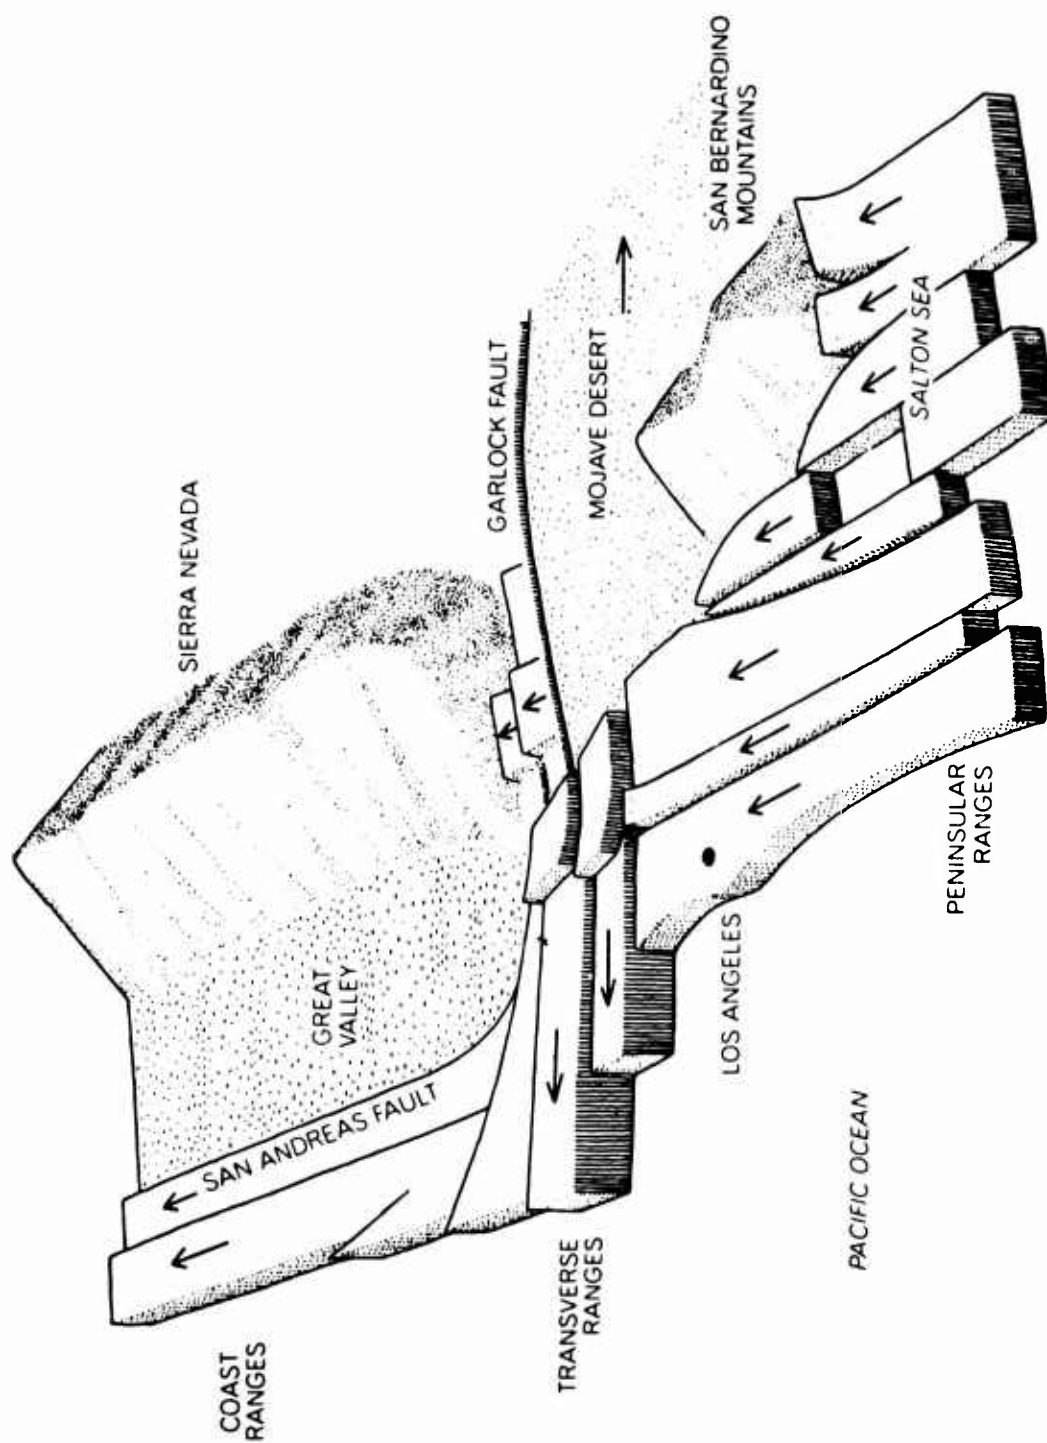 COAST
RANGES
SAN ANDREAS FAULT
GREAT
VALLEY
SIERRA NEVADA
TRANSVERSE
RANGES
GARLOCK FAULT
MOJAVE DESERT
SAN BERNARDINO
MOUNTAINS
LOS ANGELES
PACIFIC OCEAN
PENINSULAR
RANGES
SALTON SEA